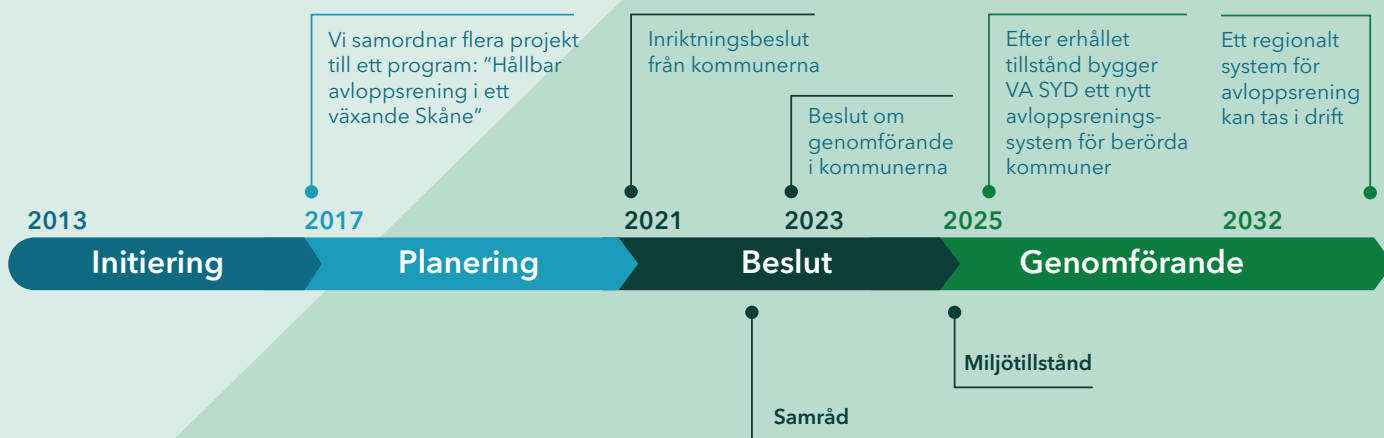 Vi samordnar flera projekt
till ett program: ”Hållbar
avloppsrening i ett
växande Skåne”
Inriktningsbeslut
från kommunerna
Beslut om
genomförande
i kommunerna
Efter erhållet
tillstånd bygger
VA SYD ett nytt
avloppsrenings-
system för berörda
kommuner
Ett regionalt
system för
avloppsrening
kan tas i drift
2013
2017
2021
2023
2025
2032
Initiering
Planering
Beslut
Genomförande
Miljötillstånd
Samråd